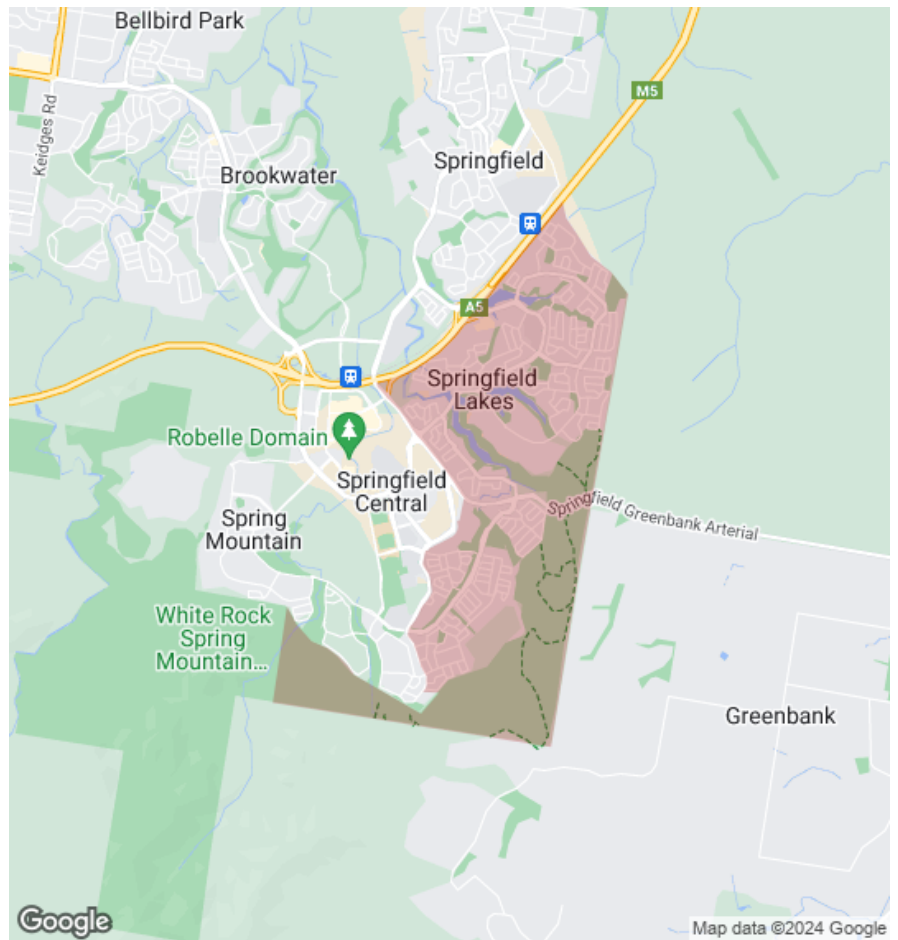 Bellbird Park
M5
Keidges Rd
Springfield
Brookwater
A5
Springfield
Lakes
Robelle Domain
Springfield
Central
Spring
Mountain
Springfield Greenbank Arterial
White Rock
Spring
Mountain...
Greenbank
Google
Map data ©2024 Google